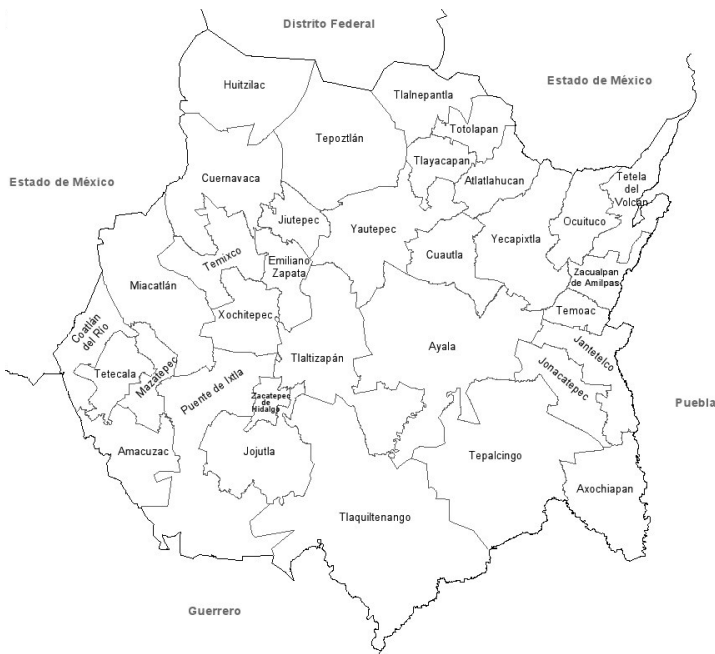 Distrito Federal
Estado de México
Huitzilac
Tlalnepantla
Tepoztlán
Totolapan
Tlayacapan
Estado de México
Cuernavaca
Atlatlahucan
Tetela
del
Volcán
Jiutepec
Ocuituco
Yautepec
Yecapixtla
Cuautla
Temixco
Emiliano
Zapata
Zacualpan
de Amilpas
Miacatlán
Temoac
Xochitepec
Coatlán
del Río
Ayala
Jantetelco
Tlaltizapán
Jonacatepec
Tetecala
Mazatepec
Puente de Ixtla
Zacatepec
de
Hidalgo
Puebla
Amacuzac
Jojutla
Tepalcingo
Axochiapan
Tlaquiltenango
Guerrero